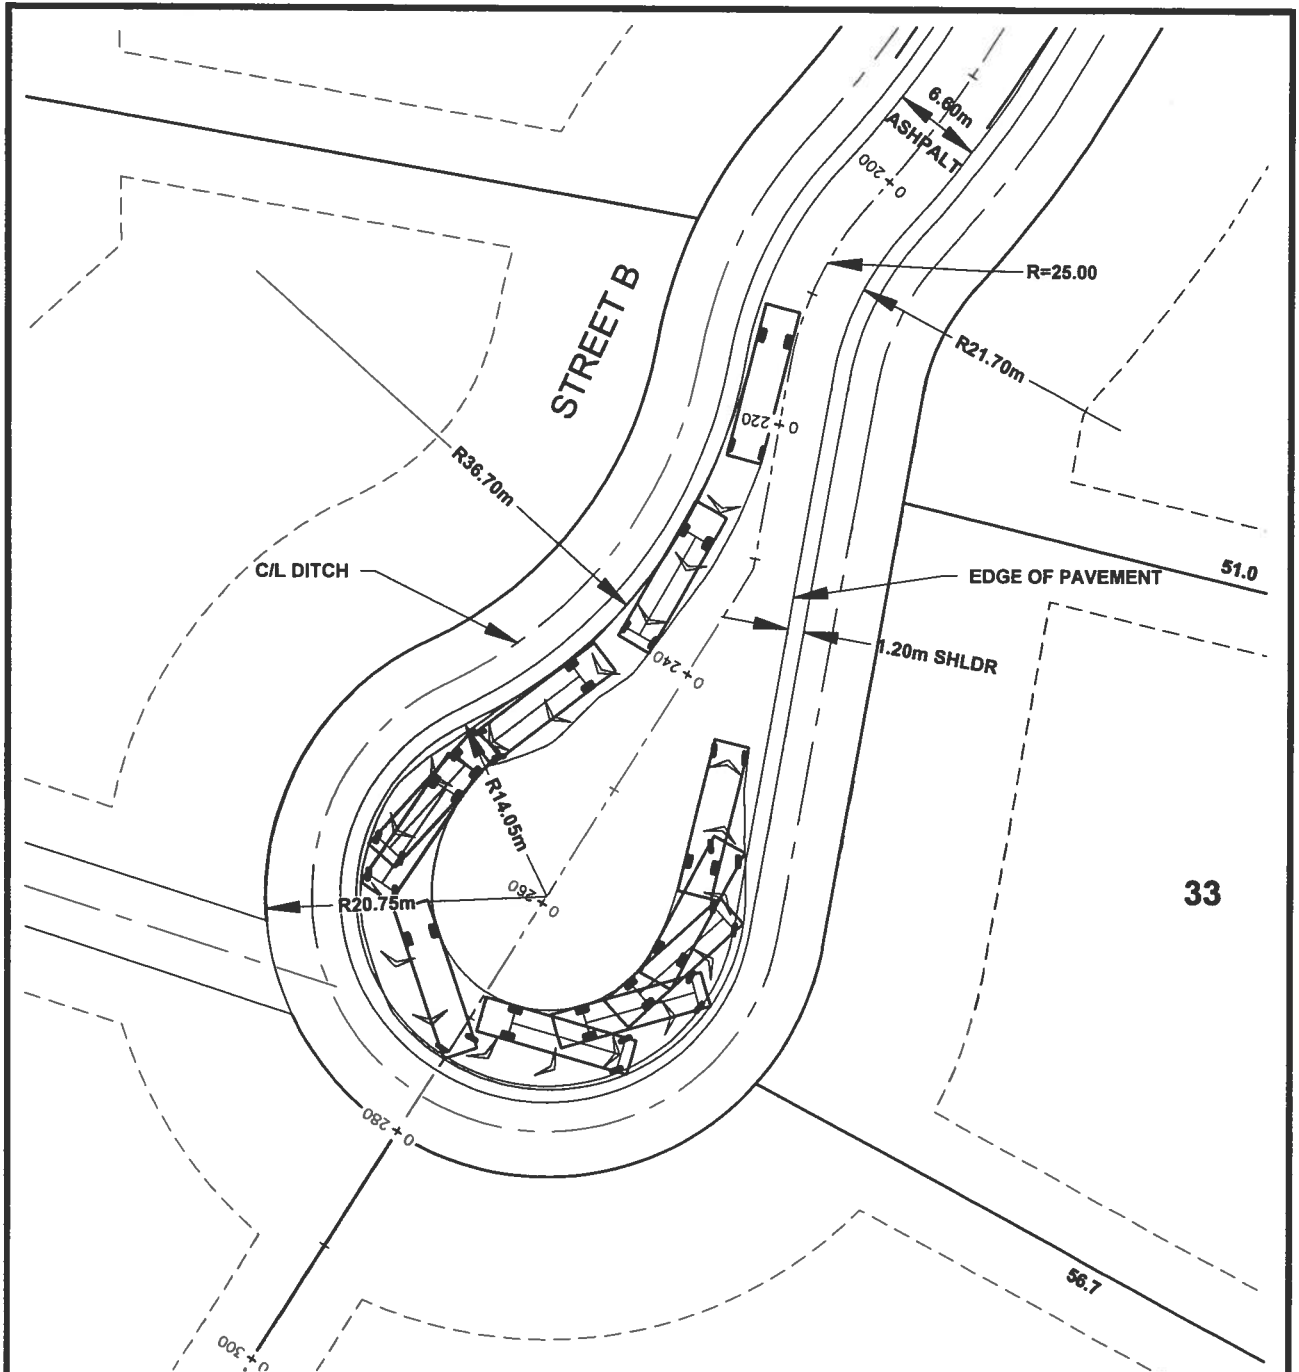 6.60m
ASHPALT
0 + 200
R=25.00
STREET B
R21.70m
0 + 220
R36.70m
C/L DITCH
51.0
EDGE OF PAVEMENT
1.20m SHLDR
0 + 240
R14.05m
33
0+260
R20.75m
0 + 280
56.7
0 + 300